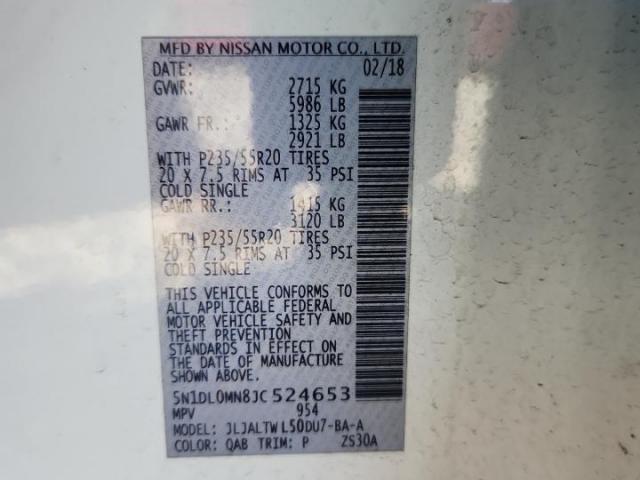 MFD BY NISSAN MOTOR CO., LTD.
DATE: 02/18
GVWR: 2715 KG
5986 LB
GAWR FR.: 1325 KG
2921 LB
WITH P235/55R20 TIRES
20 X 7.5 RIMS AT 35 PSI
COLD SINGLE
GAWR RR.: 1415 KG
3120 LB
WITH P235/55R20 TIRES
20 X 7.5 RIMS AT 35 PSI
COLD SINGLE
THIS VEHICLE CONFORMS TO
ALL APPLICABLE FEDERAL
MOTOR VEHICLE SAFETY AND
THEFT PREVENTION
STANDARDS IN EFFECT ON
THE DATE OF MANUFACTURE
SHOWN ABOVE.
5N1DL0MN8JC524653
MPV 954
MODEL: JLJALTWL50DU7-BA-A
COLOR: QAB TRIM: P ZS30A